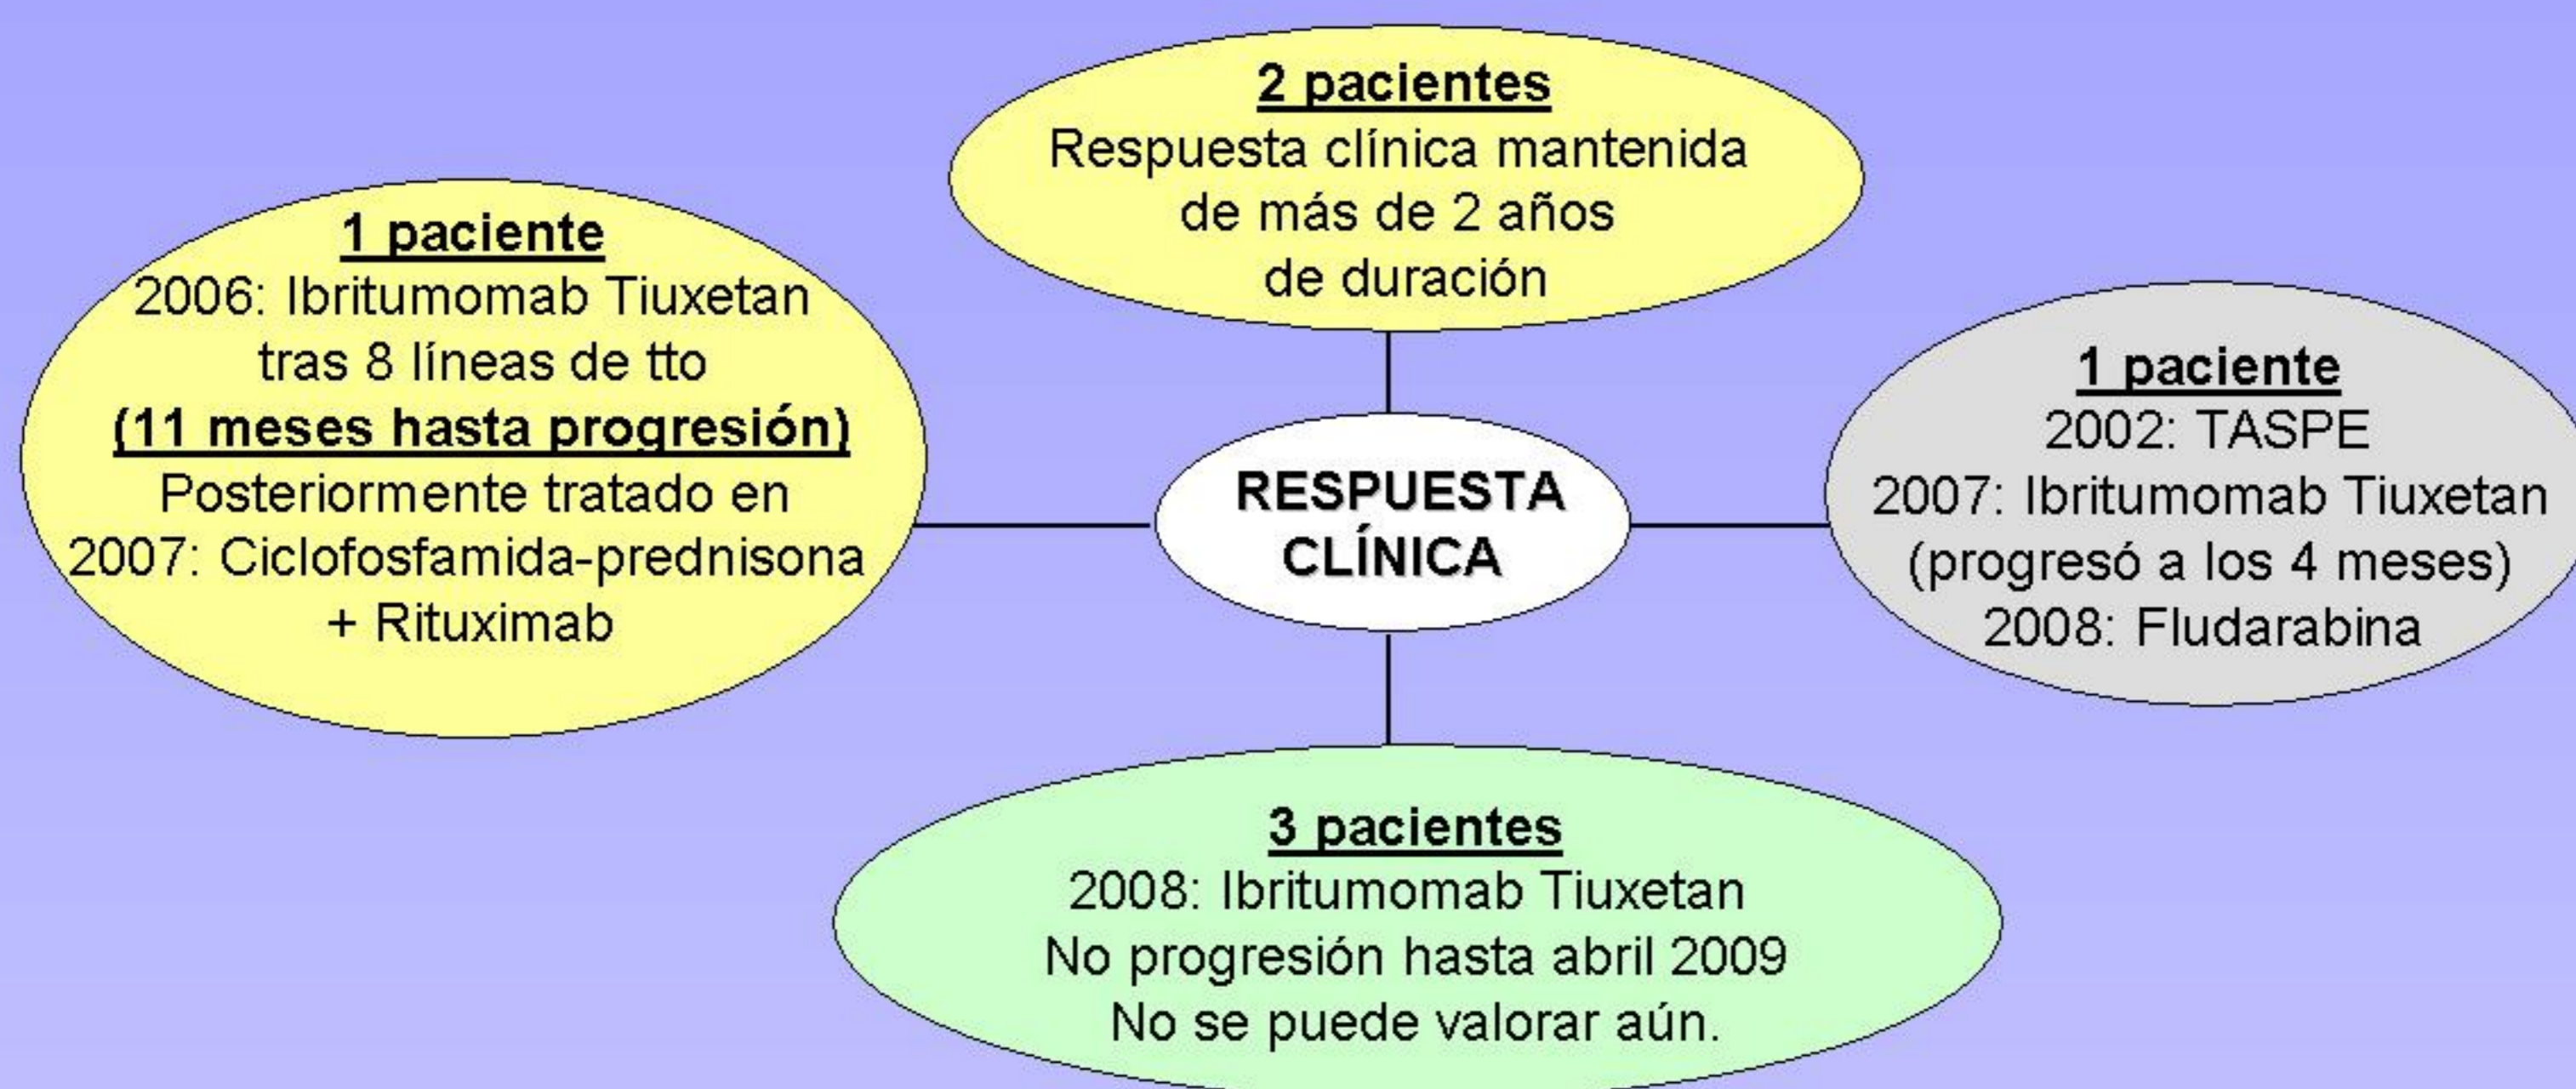 2 pacientes
Respuesta clínica mantenida
de más de 2 años
de duración
1 paciente
2006: Ibritumomab Tiuxetan
tras 8 líneas de tto
(11 meses hasta progresión)
Posteriormente tratado en
2007: Ciclofosfamida-prednisona
+ Rituximab
RESPUESTA
CLÍNICA
1 paciente
2002: TASPE
2007: Ibritumomab Tiuxetan
(progresó a los 4 meses)
2008: Fludarabina
3 pacientes
2008: Ibritumomab Tiuxetan
No progresión hasta abril 2009
No se puede valorar aún.